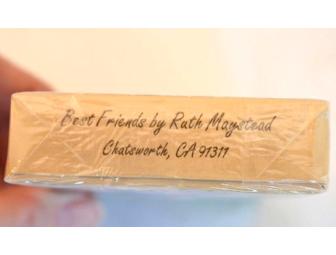 Best Friends by Ruth Maystead
Chatsworth, CA 91311